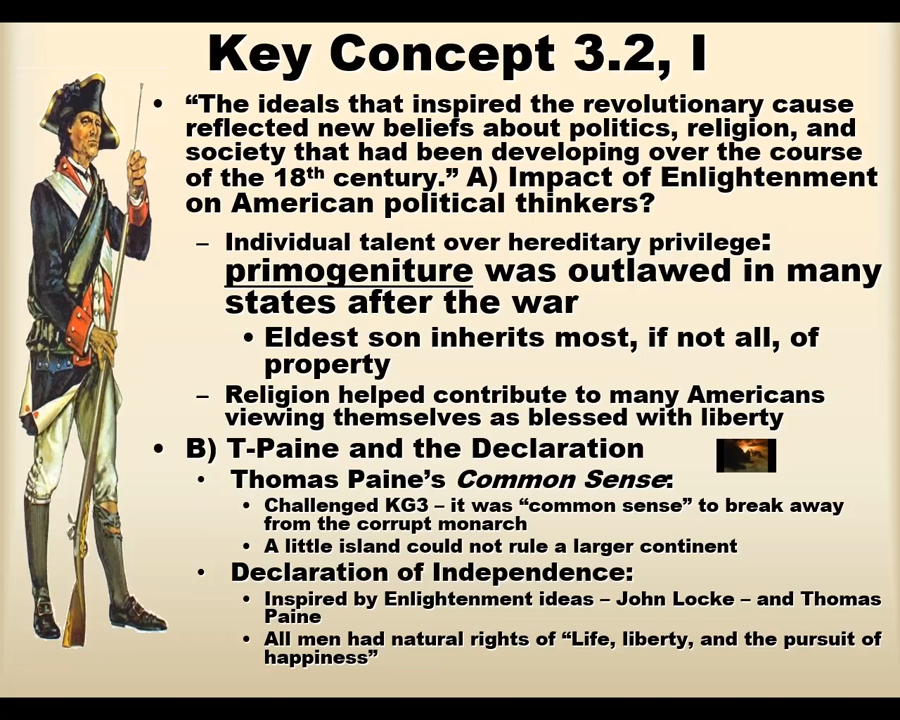 Key Concept 3.2, I
• “The ideals that inspired the revolutionary cause
reflected new beliefs about politics, religion, and
society that had been developing over the course
of the 18th century.” A) Impact of Enlightenment
on American political thinkers?
– Individual talent over hereditary privilege:
primogeniture was outlawed in many
states after the war
• Eldest son inherits most, if not all, of
property
– Religion helped contribute to many Americans
viewing themselves as blessed with liberty
• B) T-Paine and the Declaration
• Thomas Paine’s Common Sense:
• Challenged KG3 – it was “common sense” to break away
from the corrupt monarch
• A little island could not rule a larger continent
• Declaration of Independence:
• Inspired by Enlightenment ideas – John Locke – and Thomas
Paine
• All men had natural rights of “Life, liberty, and the pursuit of
happiness”